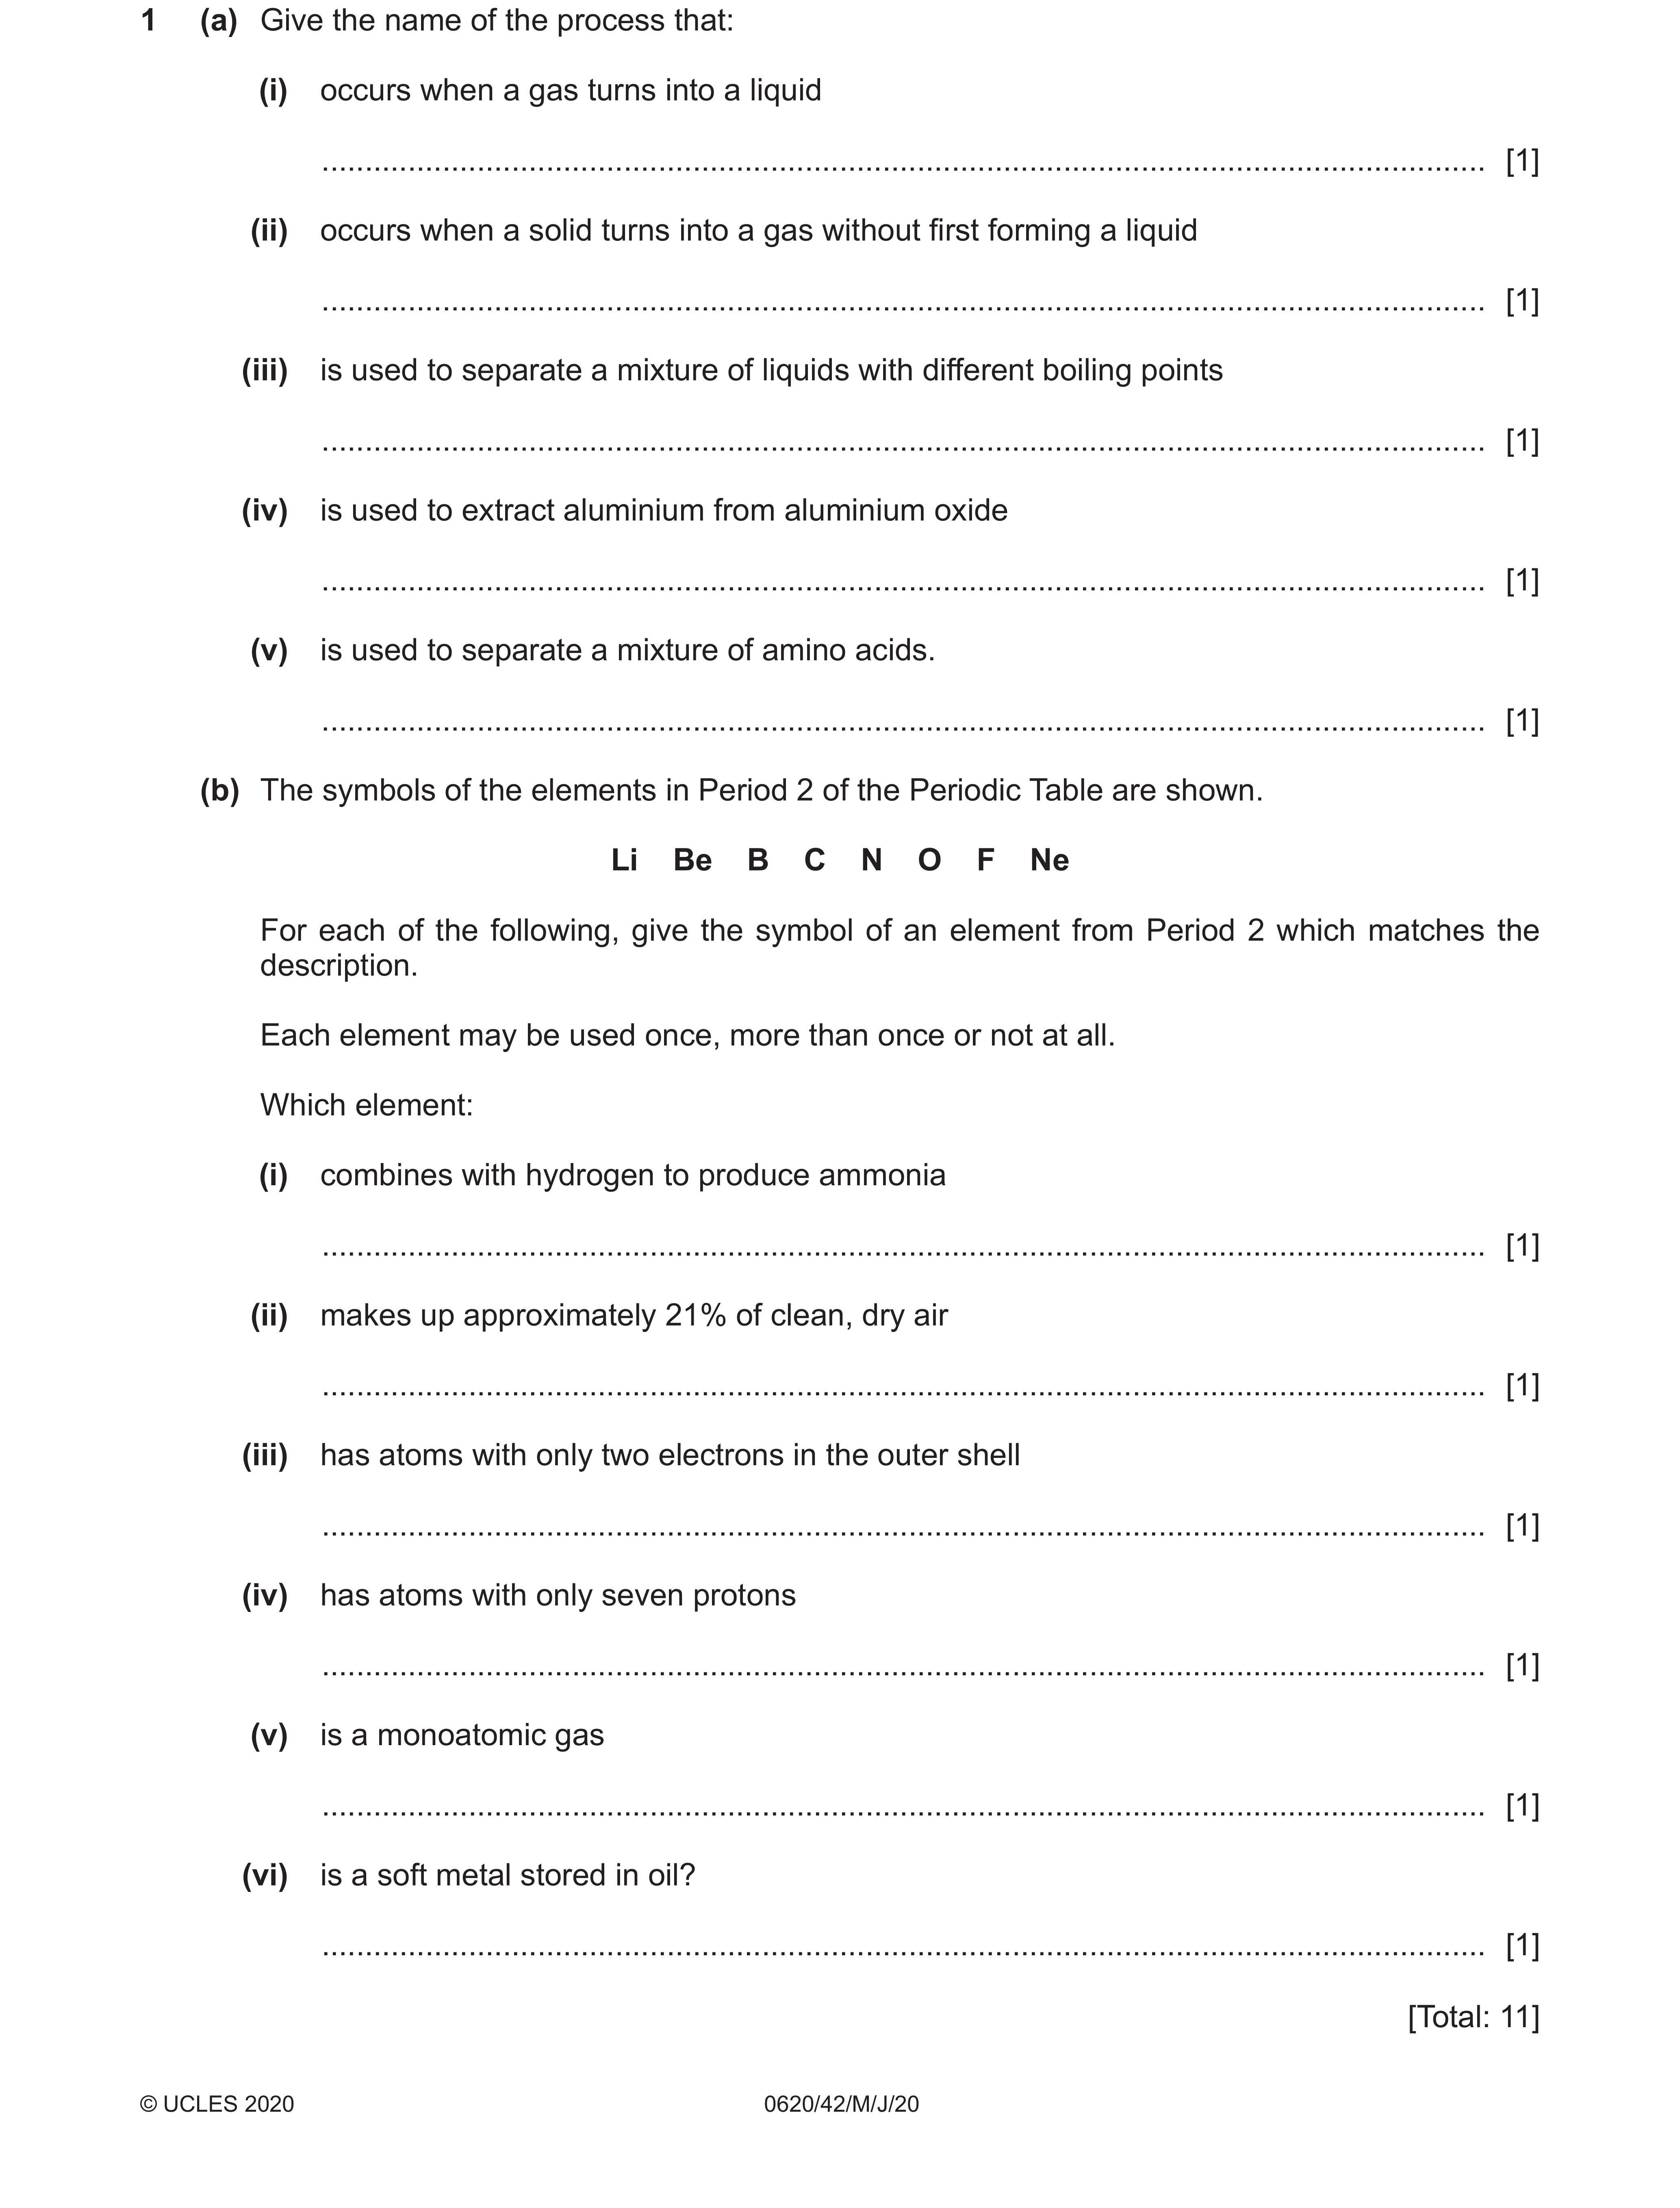 1 (a) Give the name of the process that:
(i) occurs when a gas turns into a liquid
[1]
(ii) occurs when a solid turns into a gas without first forming a liquid
[1]
(iii) is used to separate a mixture of liquids with different boiling points
[1]
(iv) is used to extract aluminium from aluminium oxide
[1]
(v) is used to separate a mixture of amino acids.
[1]
(b) The symbols of the elements in Period 2 of the Periodic Table are shown.
Li Be B C N O F Ne
For each of the following, give the symbol of an element from Period 2 which matches the
description.
Each element may be used once, more than once or not at all.
Which element:
(i) combines with hydrogen to produce ammonia
[1]
(ii) makes up approximately 21% of clean, dry air
[1]
(iii) has atoms with only two electrons in the outer shell
[1]
(iv) has atoms with only seven protons
[1]
(v) is a monoatomic gas
[1]
(vi) is a soft metal stored in oil?
[1]
[Total: 11]
© UCLES 2020 0620/42/M/J/20